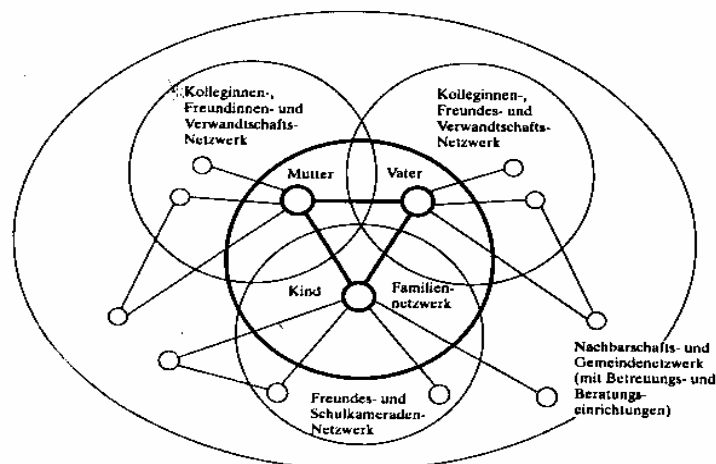 Kolleginnen-,
Freundinnen- und
Verwandtschafts-
Netzwerk
Kolleginnen-,
Freundes- und
Verwandtschafts-
Netzwerk
Mutter
Vater
Kind
Familien-
netzwerk
Nachbarschafts- und
Gemeindenetzwerk
(mit Betreuungs- und
Beratungs-
einrichtungen)
Freundes- und
Schulkameraden-
Netzwerk